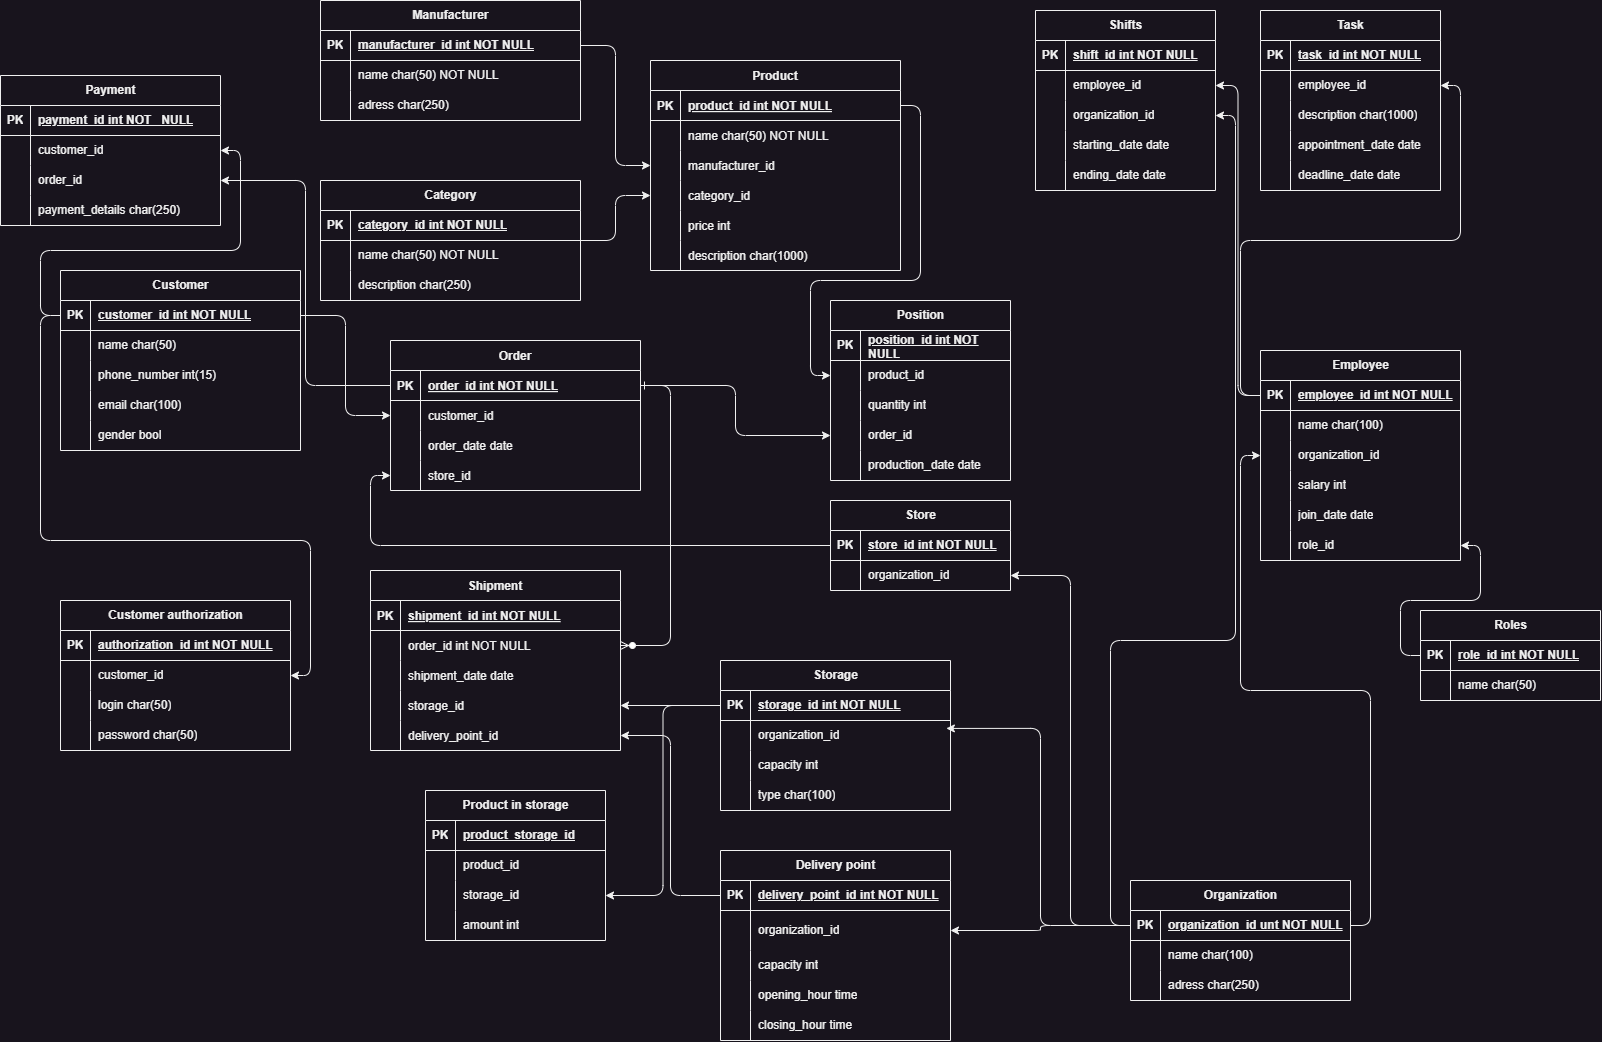 Manufacturer
PK manufacturer_id int NOT NULL
name char(50) NOT NULL
adress char(250)
Payment
PK payment_id int NOT   NULL
customer_id
order_id
payment_details char(250)
Category
PK category_id int NOT NULL
name char(50) NOT NULL
description char(250)
Product
PK product_id int NOT NULL
name char(50) NOT NULL
manufacturer_id
category_id
price int
description char(1000)
Shifts
PK shift_id int NOT NULL
employee_id
organization_id
starting_date date
ending_date date
Task
PK task_id int NOT NULL
employee_id
description char(1000)
appointment_date date
deadline_date date
Customer
PK customer_id int NOT NULL
name char(50)
phone_number int(15)
email char(100)
gender bool
Order
PK order_id int NOT NULL
customer_id
order_date date
store_id
Position
PK position_id int NOT
NULL
product_id
quantity int
order_id
production_date date
Employee
PK employee_id int NOT NULL
name char(100)
organization_id
salary int
join_date date
role_id
Store
PK store_id int NOT NULL
organization_id
Customer authorization
PK authorization_id int NOT NULL
customer_id
login char(50)
password char(50)
Shipment
PK shipment_id int NOT NULL
order_id int NOT NULL
shipment_date date
storage_id
delivery_point_id
Roles
PK role_id int NOT NULL
name char(50)
Storage
PK storage_id int NOT NULL
organization_id
capacity int
type char(100)
Product in storage
PK product_storage_id
product_id
storage_id
amount int
Delivery point
PK delivery_point_id int NOT NULL
organization_id
capacity int
opening_hour time
closing_hour time
Organization
PK organization_id unt NOT NULL
name char(100)
adress char(250)